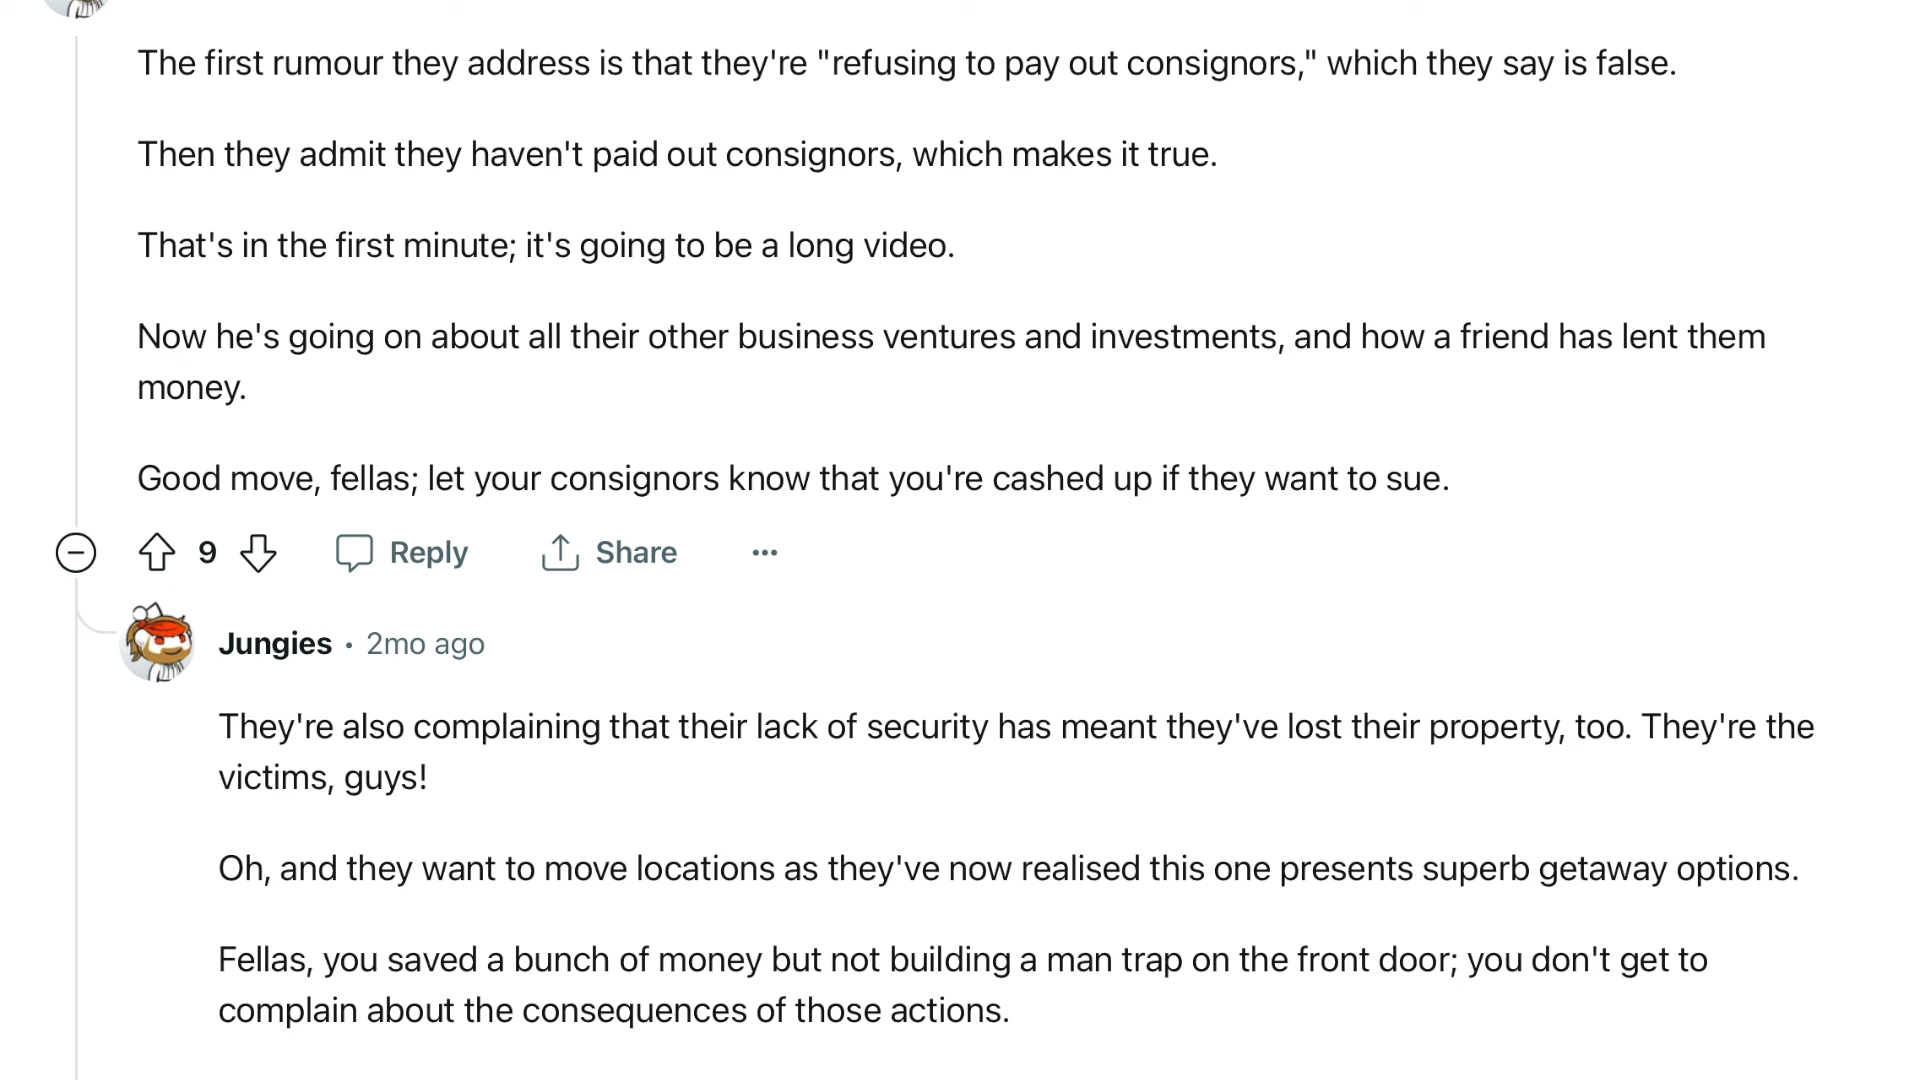 The first rumour they address is that they're "refusing to pay out consignors," which they say is false.
Then they admit they haven't paid out consignors, which makes it true.
That's in the first minute; it's going to be a long video.
Now he's going on about all their other business ventures and investments, and how a friend has lent them
money.
Good move, fellas; let your consignors know that you're cashed up if they want to sue.
9 Reply Share ...
Jungies • 2mo ago
They're also complaining that their lack of security has meant they've lost their property, too. They're the
victims, guys!
Oh, and they want to move locations as they've now realised this one presents superb getaway options.
Fellas, you saved a bunch of money but not building a man trap on the front door; you don't get to
complain about the consequences of those actions.